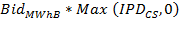 Bid_MWhB * Max (IPD_CS, 0)